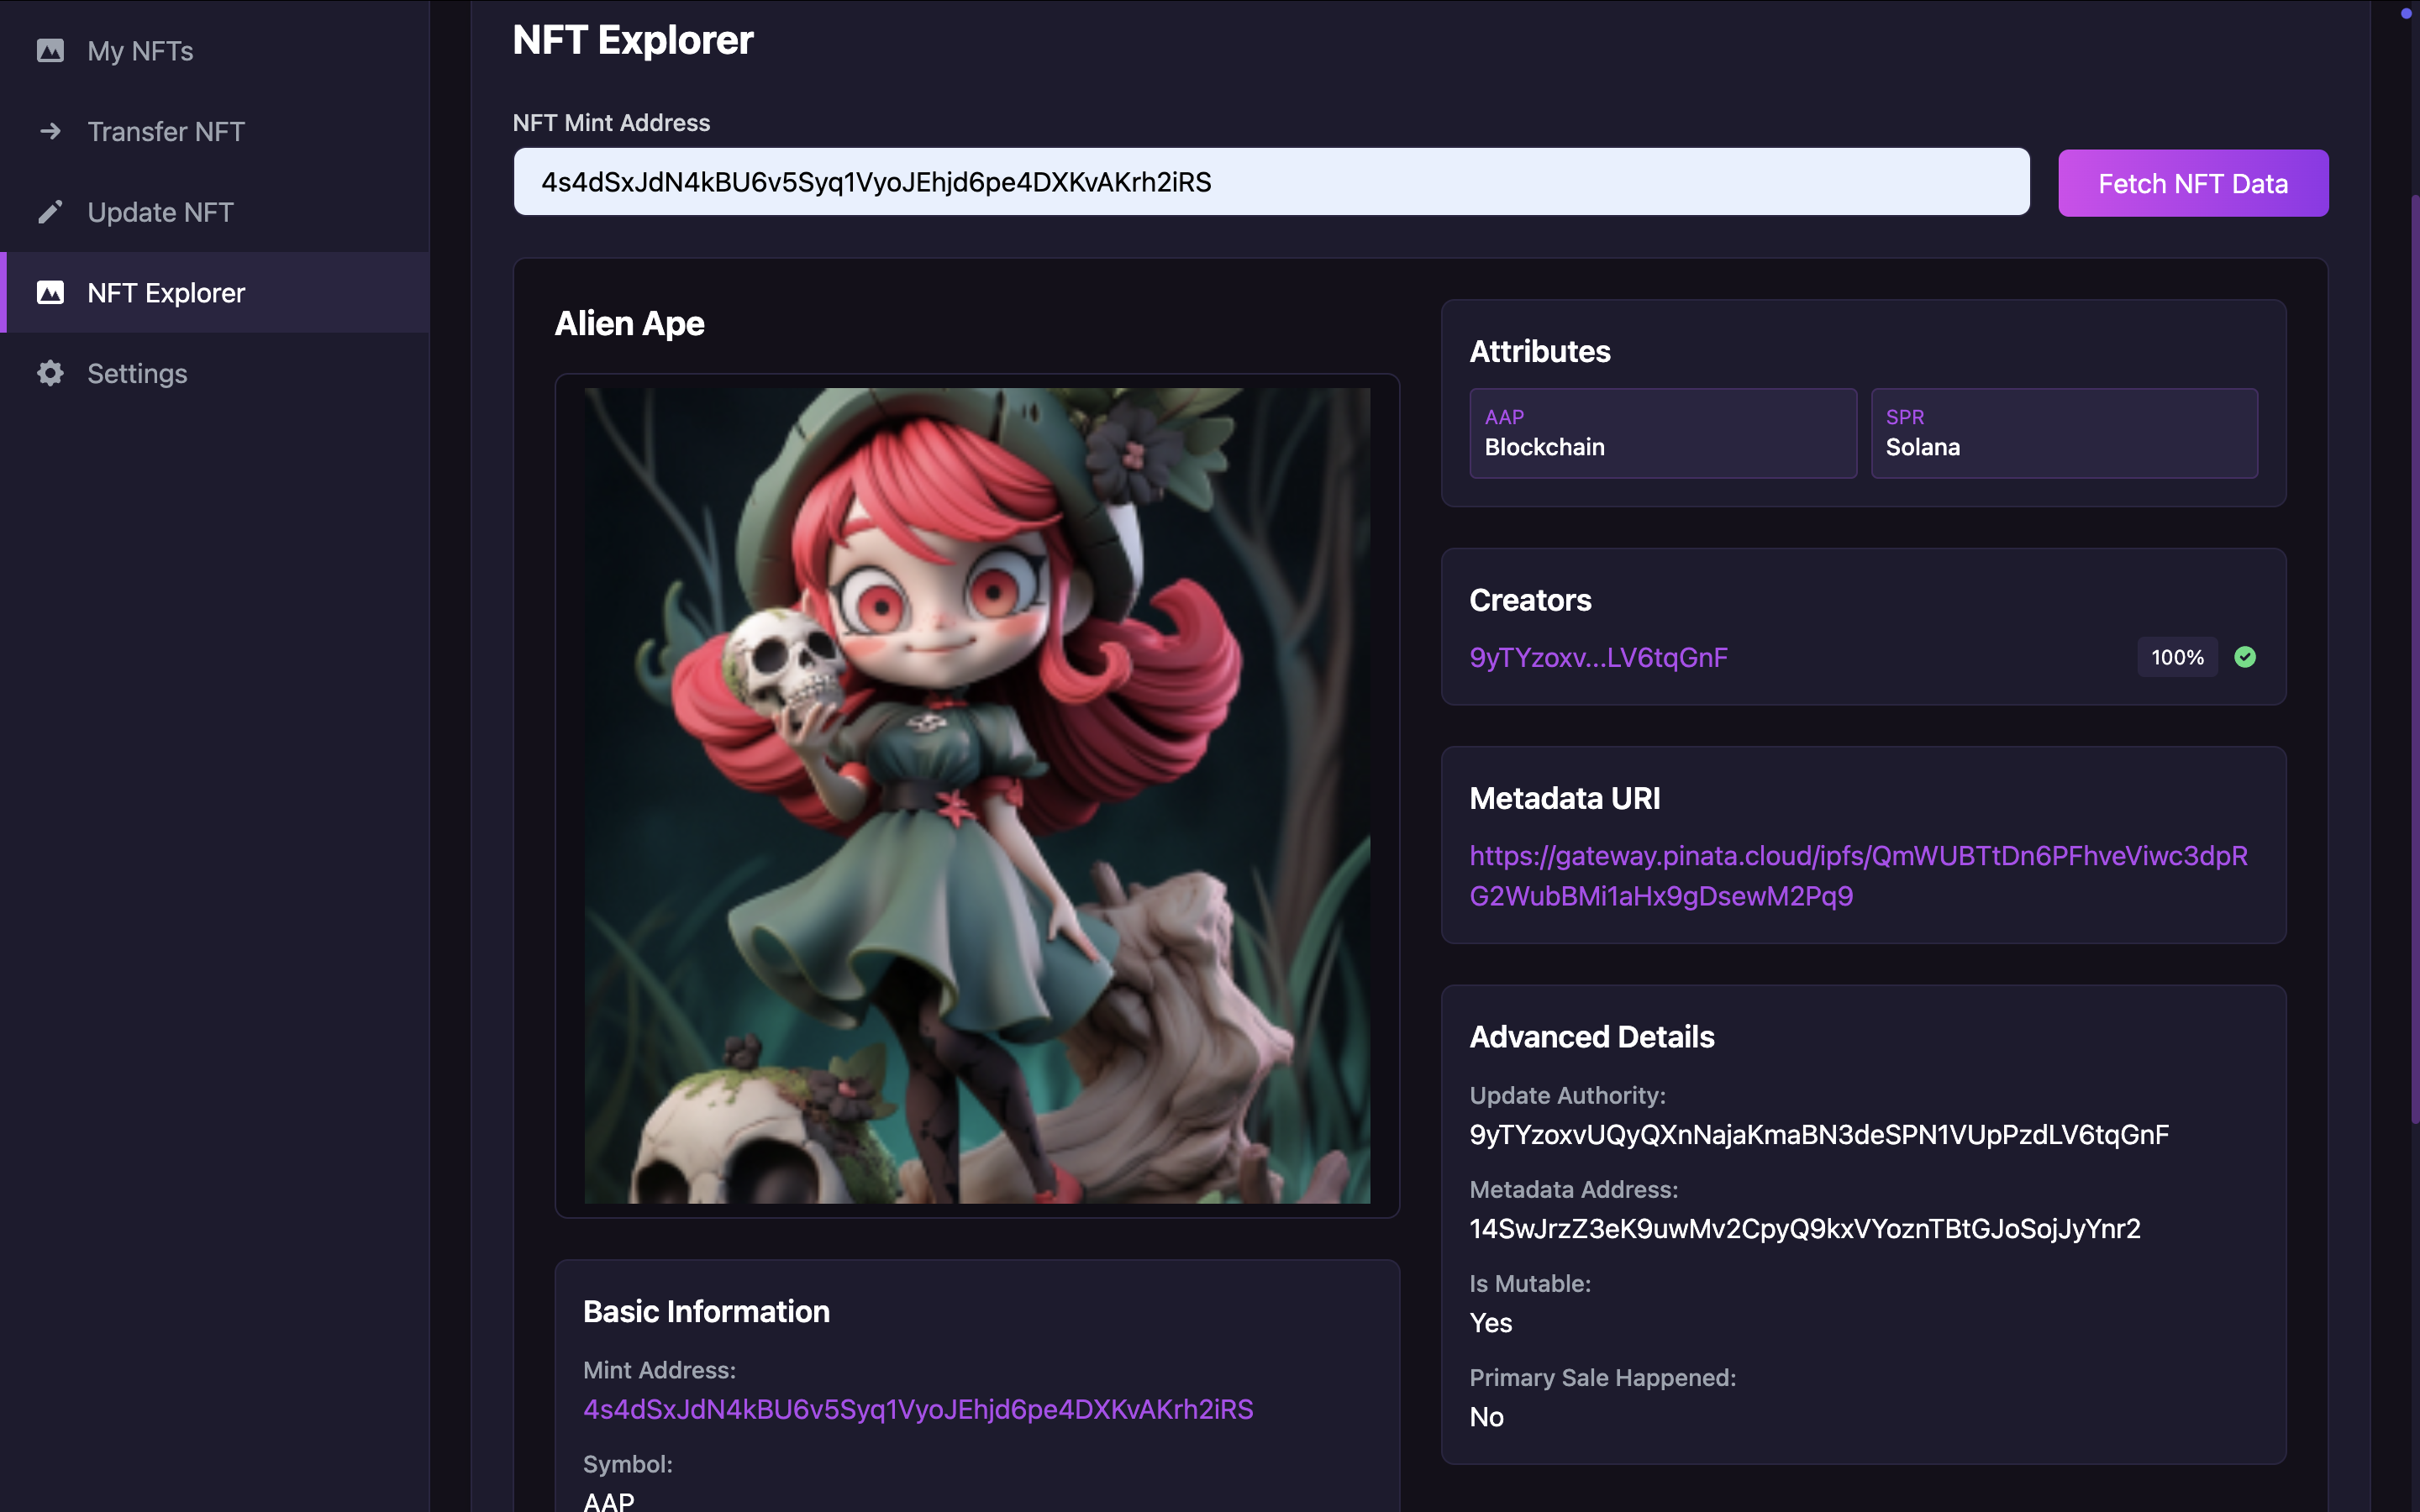 My NFTs
Transfer NFT
Update NFT
NFT Explorer
Settings
NFT Explorer
NFT Mint Address
4s4dSxJdN4kBU6v5Syq1VyoJEhjd6pe4DXKvAKrh2iRS
Fetch NFT Data
Alien Ape
Basic Information
Mint Address:
4s4dSxJdN4kBU6v5Syq1VyoJEhjd6pe4DXKvAKrh2iRS
Symbol:
AAP
Attributes
AAP
Blockchain
SPR
Solana
Creators
9yTYzoxv...LV6tqGnF
100%
Metadata URI
https://gateway.pinata.cloud/ipfs/QmWUBTtDn6PFhveViwc3dpR
G2WubBMi1aHx9gDsewM2Pq9
Advanced Details
Update Authority:
9yTYzoxvUQyQXnNajaKmaBN3deSPN1VUpPzdLV6tqGnF
Metadata Address:
14SwJrzZ3eK9uwMv2CpyQ9kxVYoznTBtGJoSojJyYnr2
Is Mutable:
Yes
Primary Sale Happened:
No